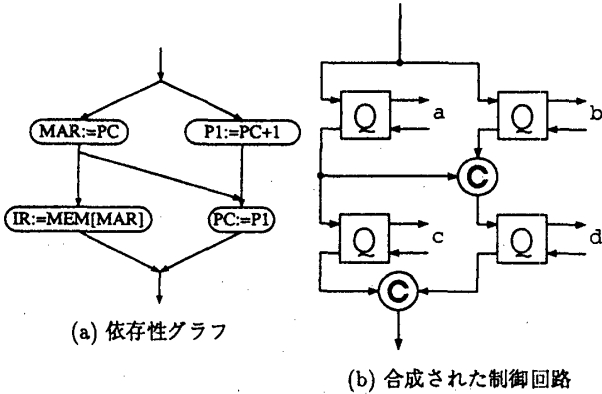 MAR:=PC
P1:=PC+1
IR:=MEM[MAR]
PC:=P1
(a) 依存性グラフ
Q a
Q b
C
Q c
Q d
C
(b) 合成された制御回路